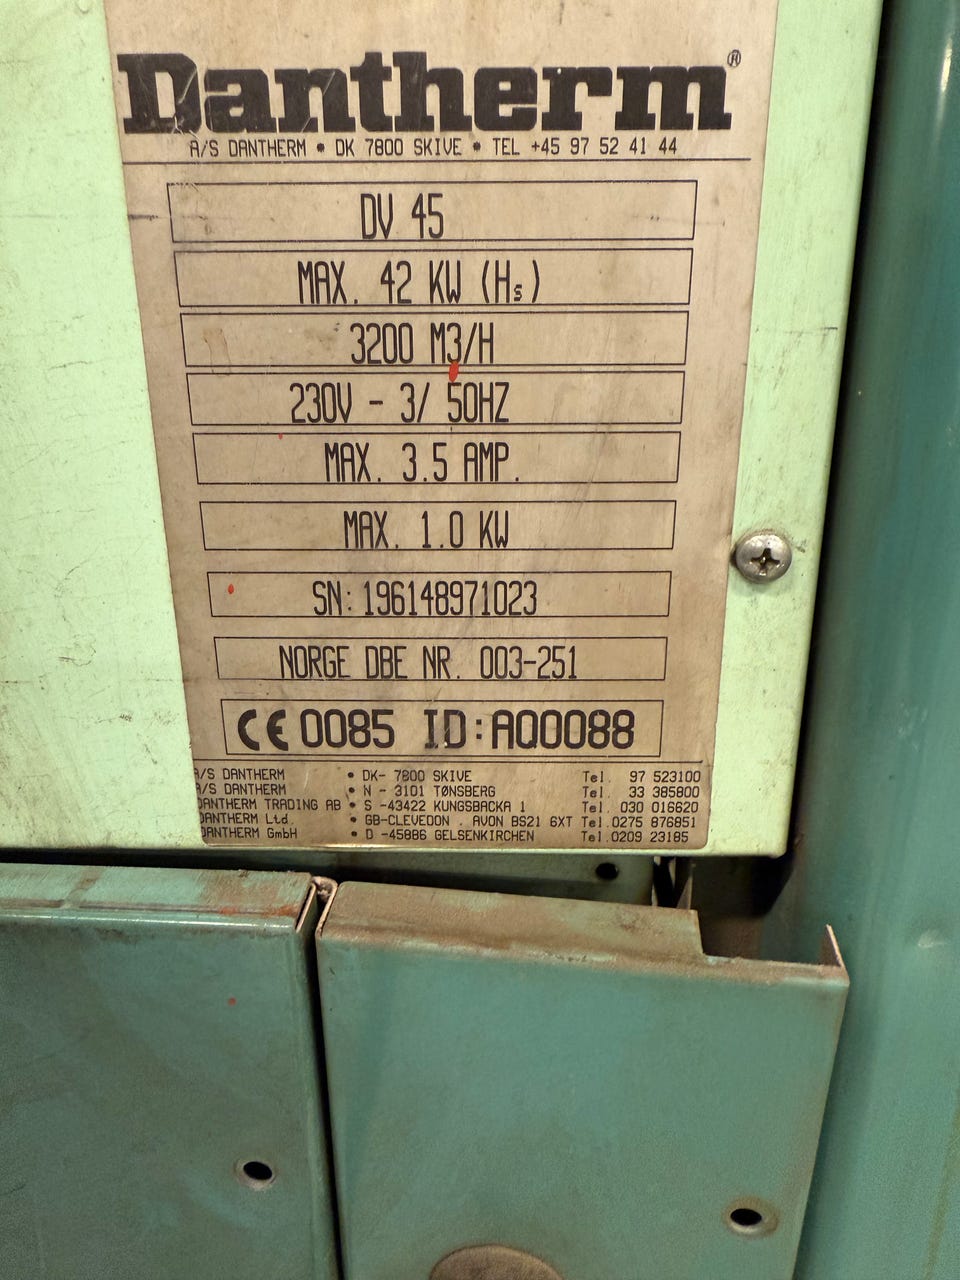 Dantherm®
A/S DANTHERM • DK 7800 SKIVE • TEL +45 97 52 41 44
DV 45
MAX. 42 KW (Hs)
3200 M3/H
230V - 3/ 50HZ
MAX. 3.5 AMP.
MAX. 1.0 KW
SN: 196148971023
NORGE DBE NR. 003-251
CE 0085 ID:AQ0088
A/S DANTHERM • DK- 7800 SKIVE Tel. 97 523100
A/S DANTHERM • N - 3101 TØNSBERG Tel. 33 385800
DANTHERM TRADING AB • S -43422 KUNGSBACKA 1 Tel. 030 016620
DANTHERM Ltd. • GB-CLEVEDON . AVON BS21 6XT Tel.0275 876851
DANTHERM GmbH • D -45886 GELSENKIRCHEN Tel.0209 23185